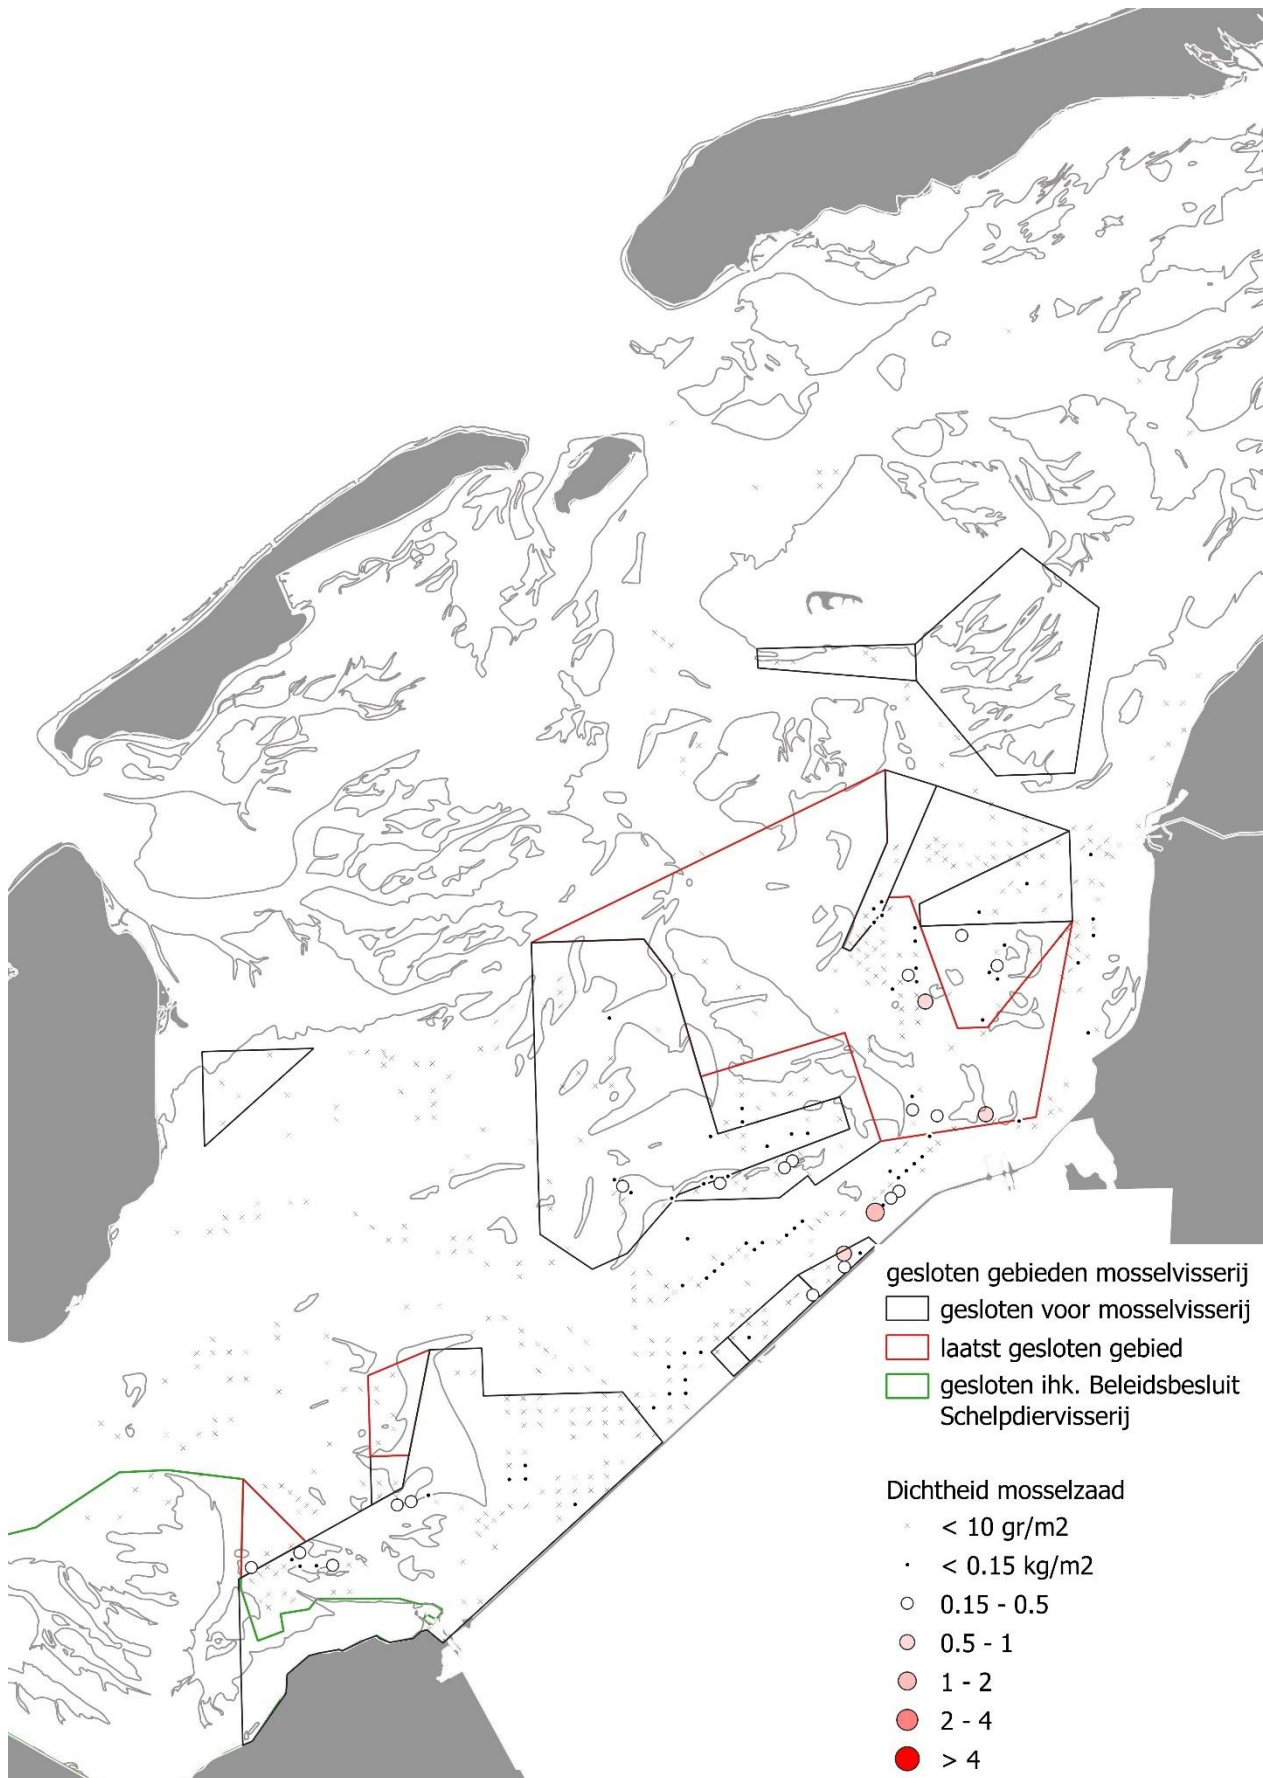 gesloten gebieden mosselvisserij
gesloten voor mosselvisserij
laatst gesloten gebied
gesloten ihk. Beleidsbesluit
Schelpdiervisserij
Dichtheid mosselzaad
< 10 gr/m2
< 0.15 kg/m2
0.15 - 0.5
0.5 - 1
1 - 2
2 - 4
> 4